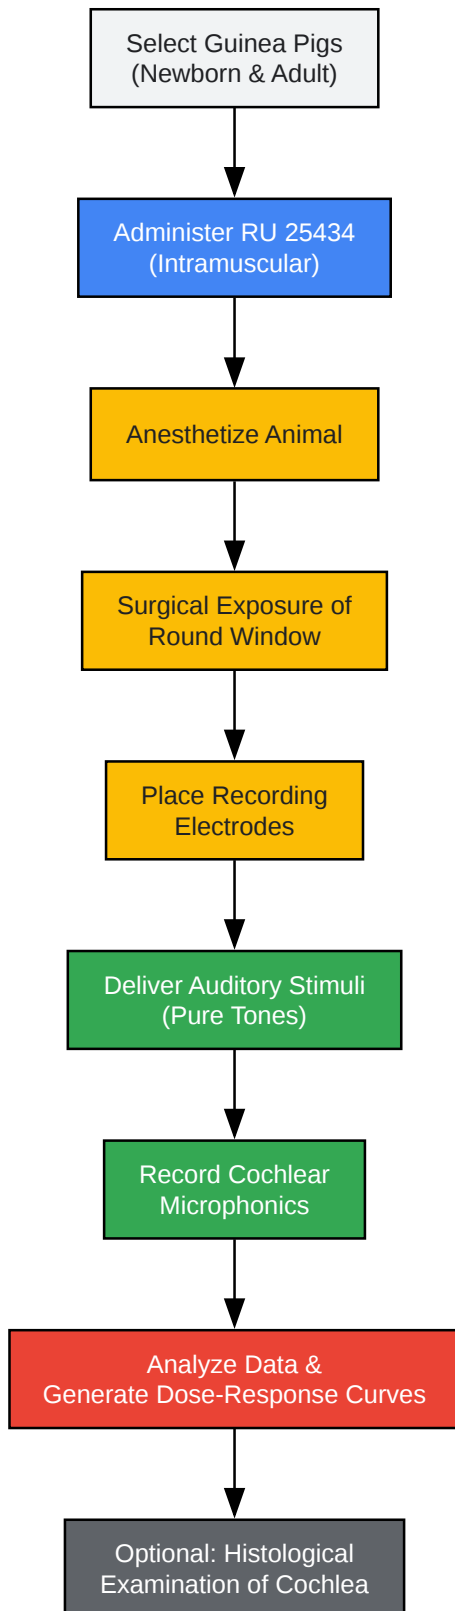 Select Guinea Pigs
(Newborn & Adult)
Administer RU 25434
(Intramuscular)
Anesthetize Animal
Surgical Exposure of
Round Window
Place Recording
Electrodes
Deliver Auditory Stimuli
(Pure Tones)
Record Cochlear
Microphonics
Analyze Data &
Generate Dose-Response Curves
Optional: Histological
Examination of Cochlea